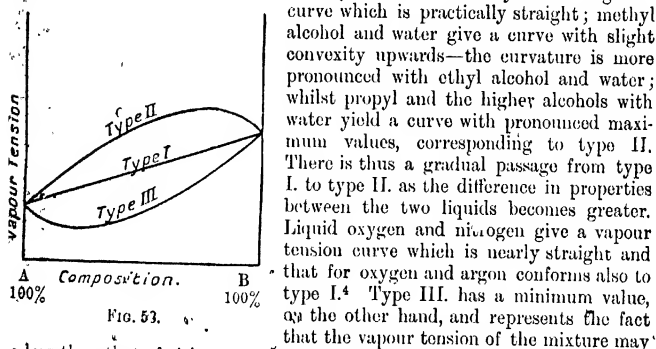 curve which is practically straight; methyl
alcohol and water give a curve with slight
convexity upwards—the curvature is more
pronounced with ethyl alcohol and water;
whilst propyl and the higher alcohols with
water yield a curve with pronounced maxi-
mum values, corresponding to type II.
There is thus a gradual passage from type
I. to type II. as the difference in properties
between the two liquids becomes greater.
Liquid oxygen and nitrogen give a vapour
tension curve which is nearly straight and
that for oxygen and argon conforms also to
type I.⁴ Type III. has a minimum value,
on the other hand, and represents the fact
that the vapour tension of the mixture may
Vapour Tension
Type II
Type I
Type III
A Composition. B
100% 100%
FIG. 53.